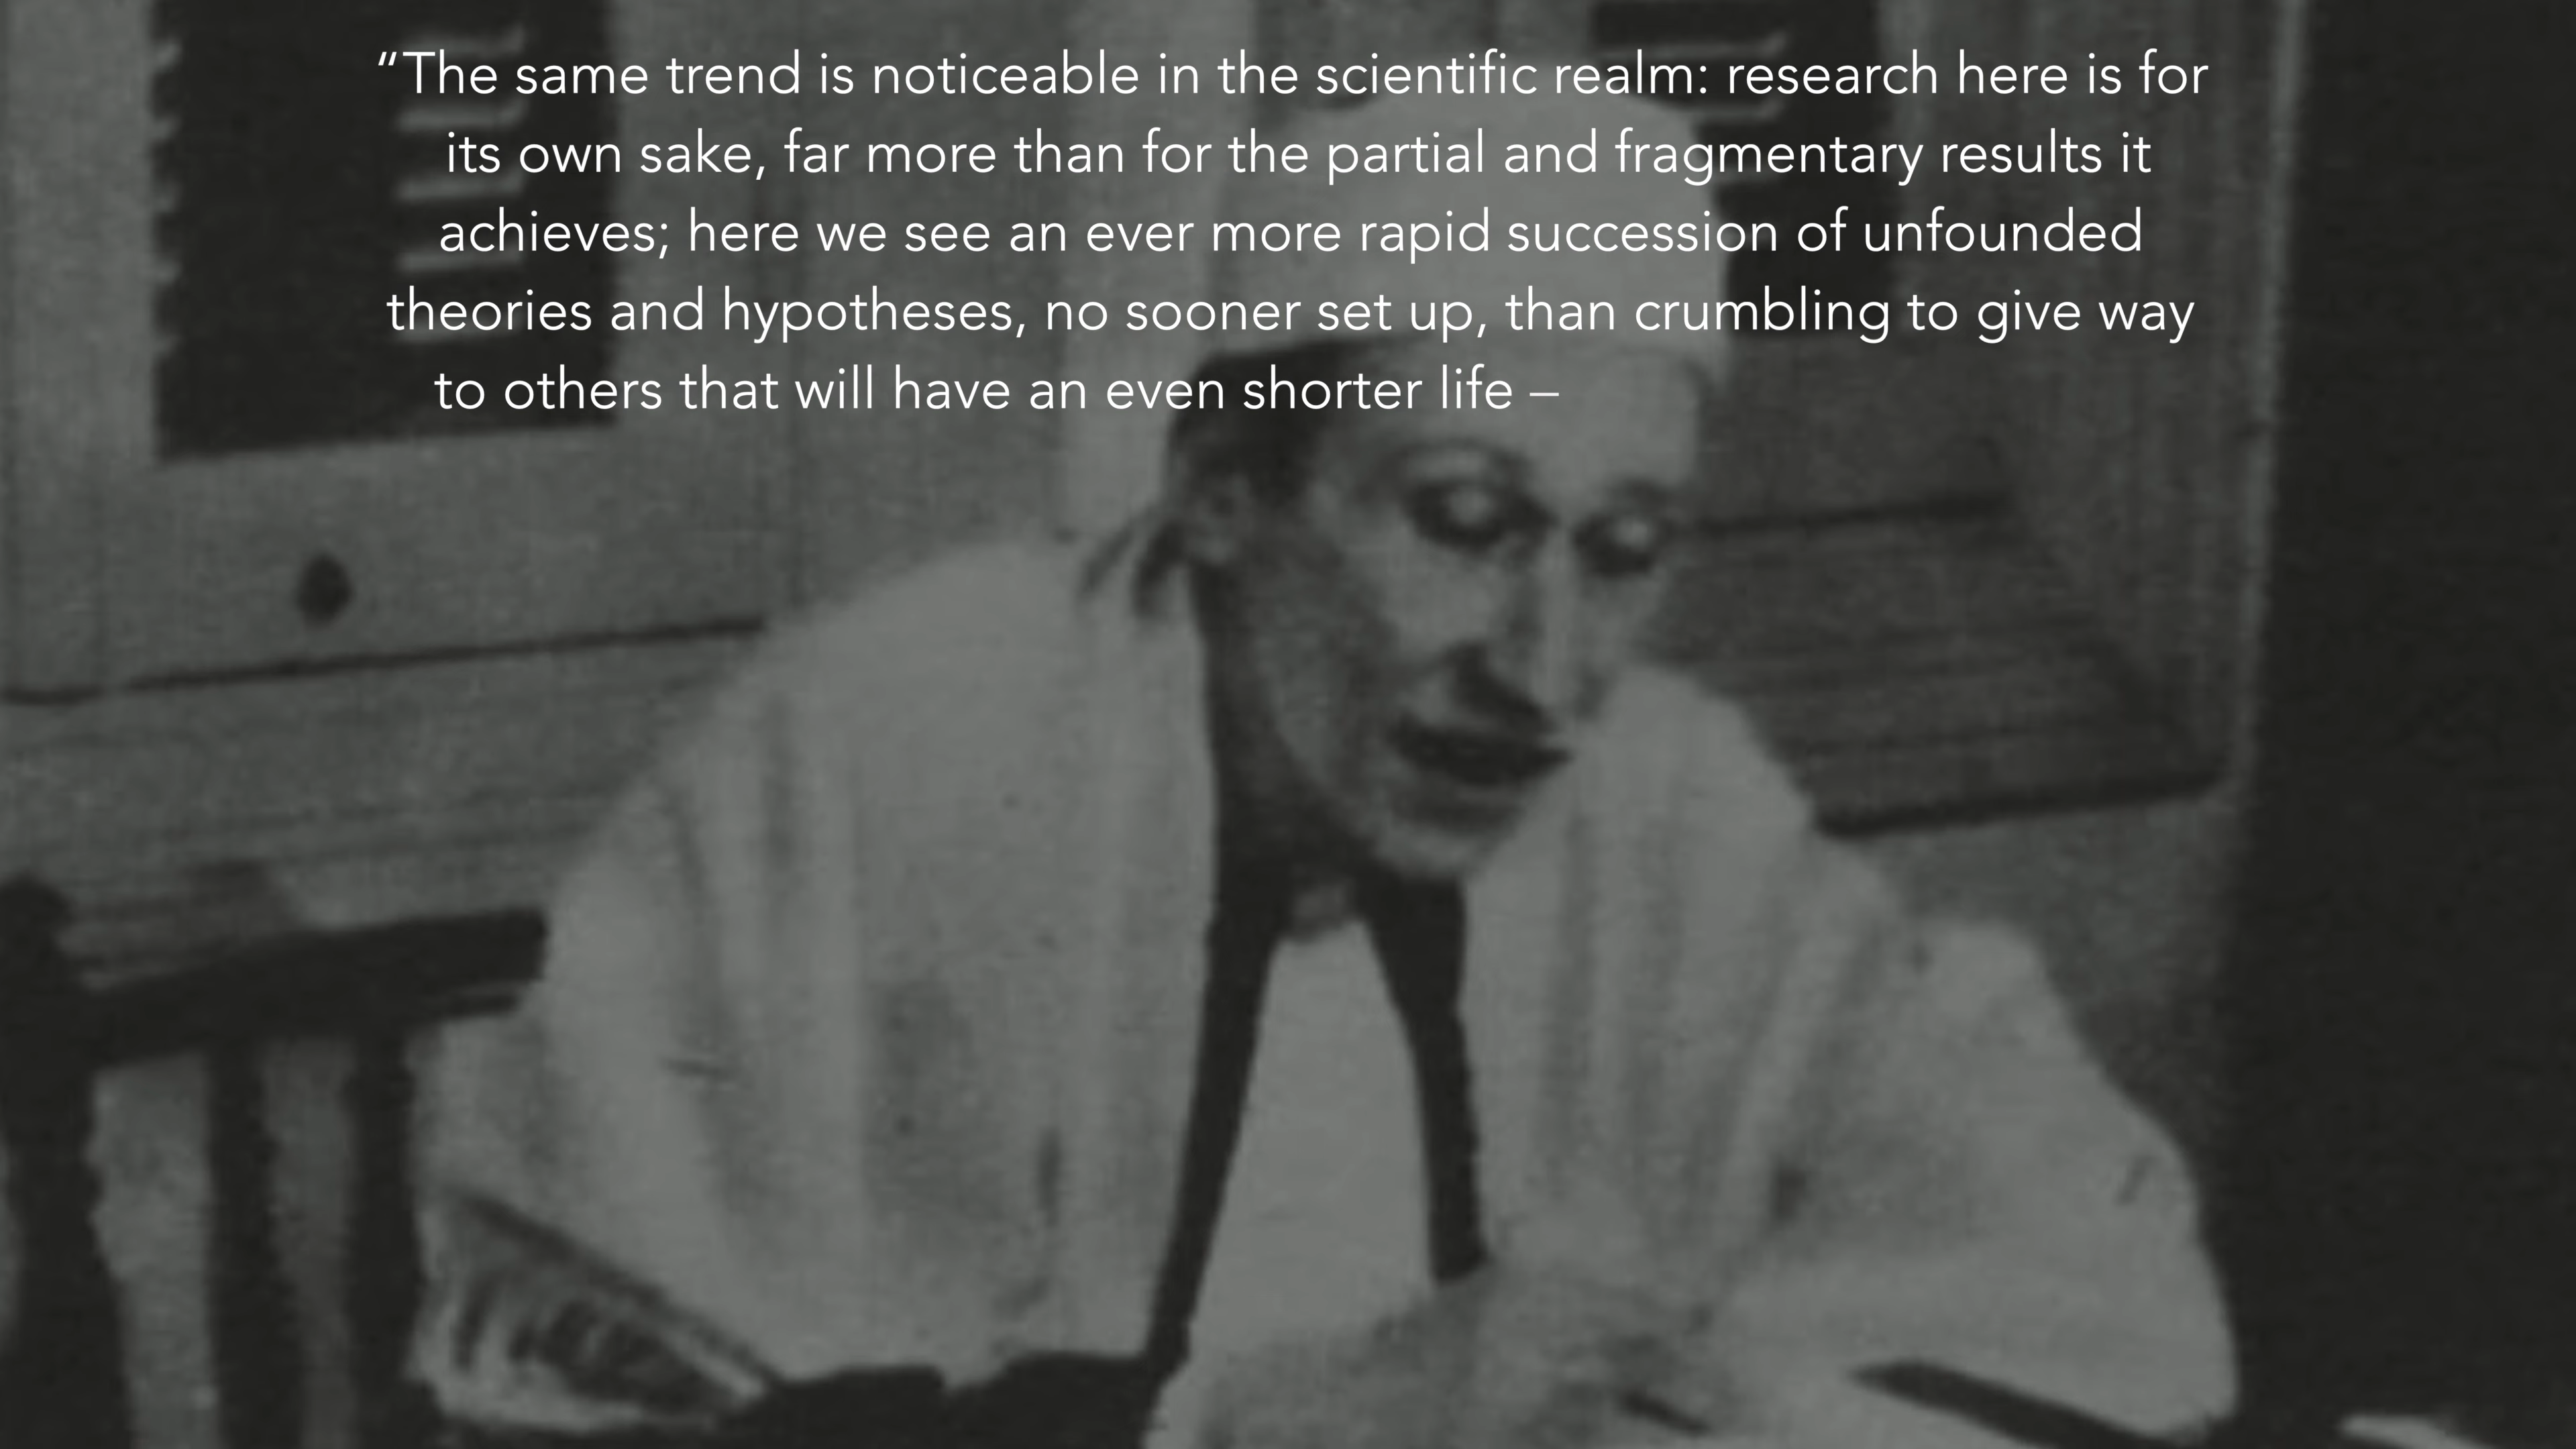 “The same trend is noticeable in the scientific realm: research here is for
its own sake, far more than for the partial and fragmentary results it
achieves; here we see an ever more rapid succession of unfounded
theories and hypotheses, no sooner set up, than crumbling to give way
to others that will have an even shorter life –